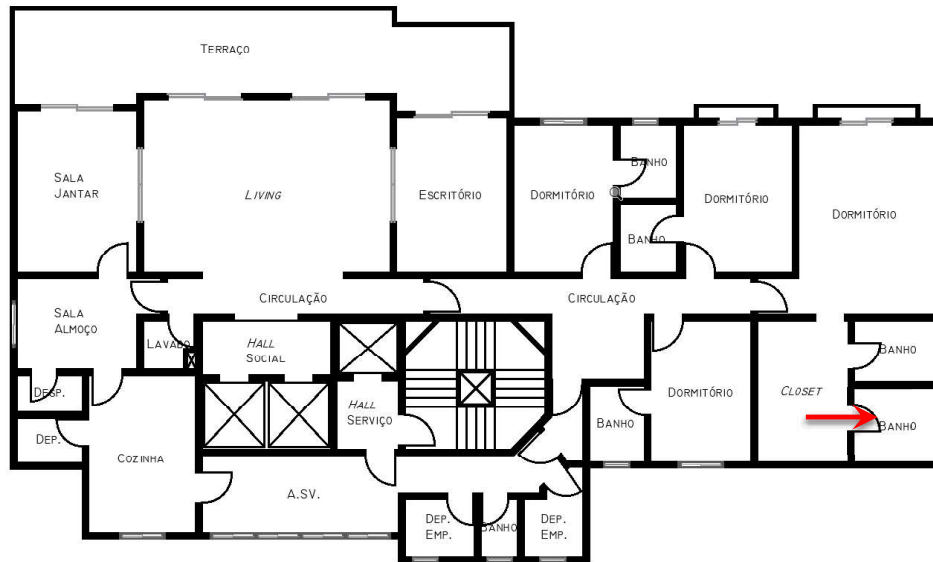 TERRAÇO
SALA
JANTAR
LIVING
ESCRITÓRIO
DORMITÓRIO
BANHO
BANHO
DORMITÓRIO
DORMITÓRIO
SALA
ALMOÇO
CIRCULAÇÃO
CIRCULAÇÃO
LAVABO
HALL
SOCIAL
DESP.
DEP.
COZINHA
HALL
SERVIÇO
A.SV.
DEP.
EMP.
BANHO
DEP.
EMP.
BANHO
DORMITÓRIO
CLOSET
BANHO
BANHO